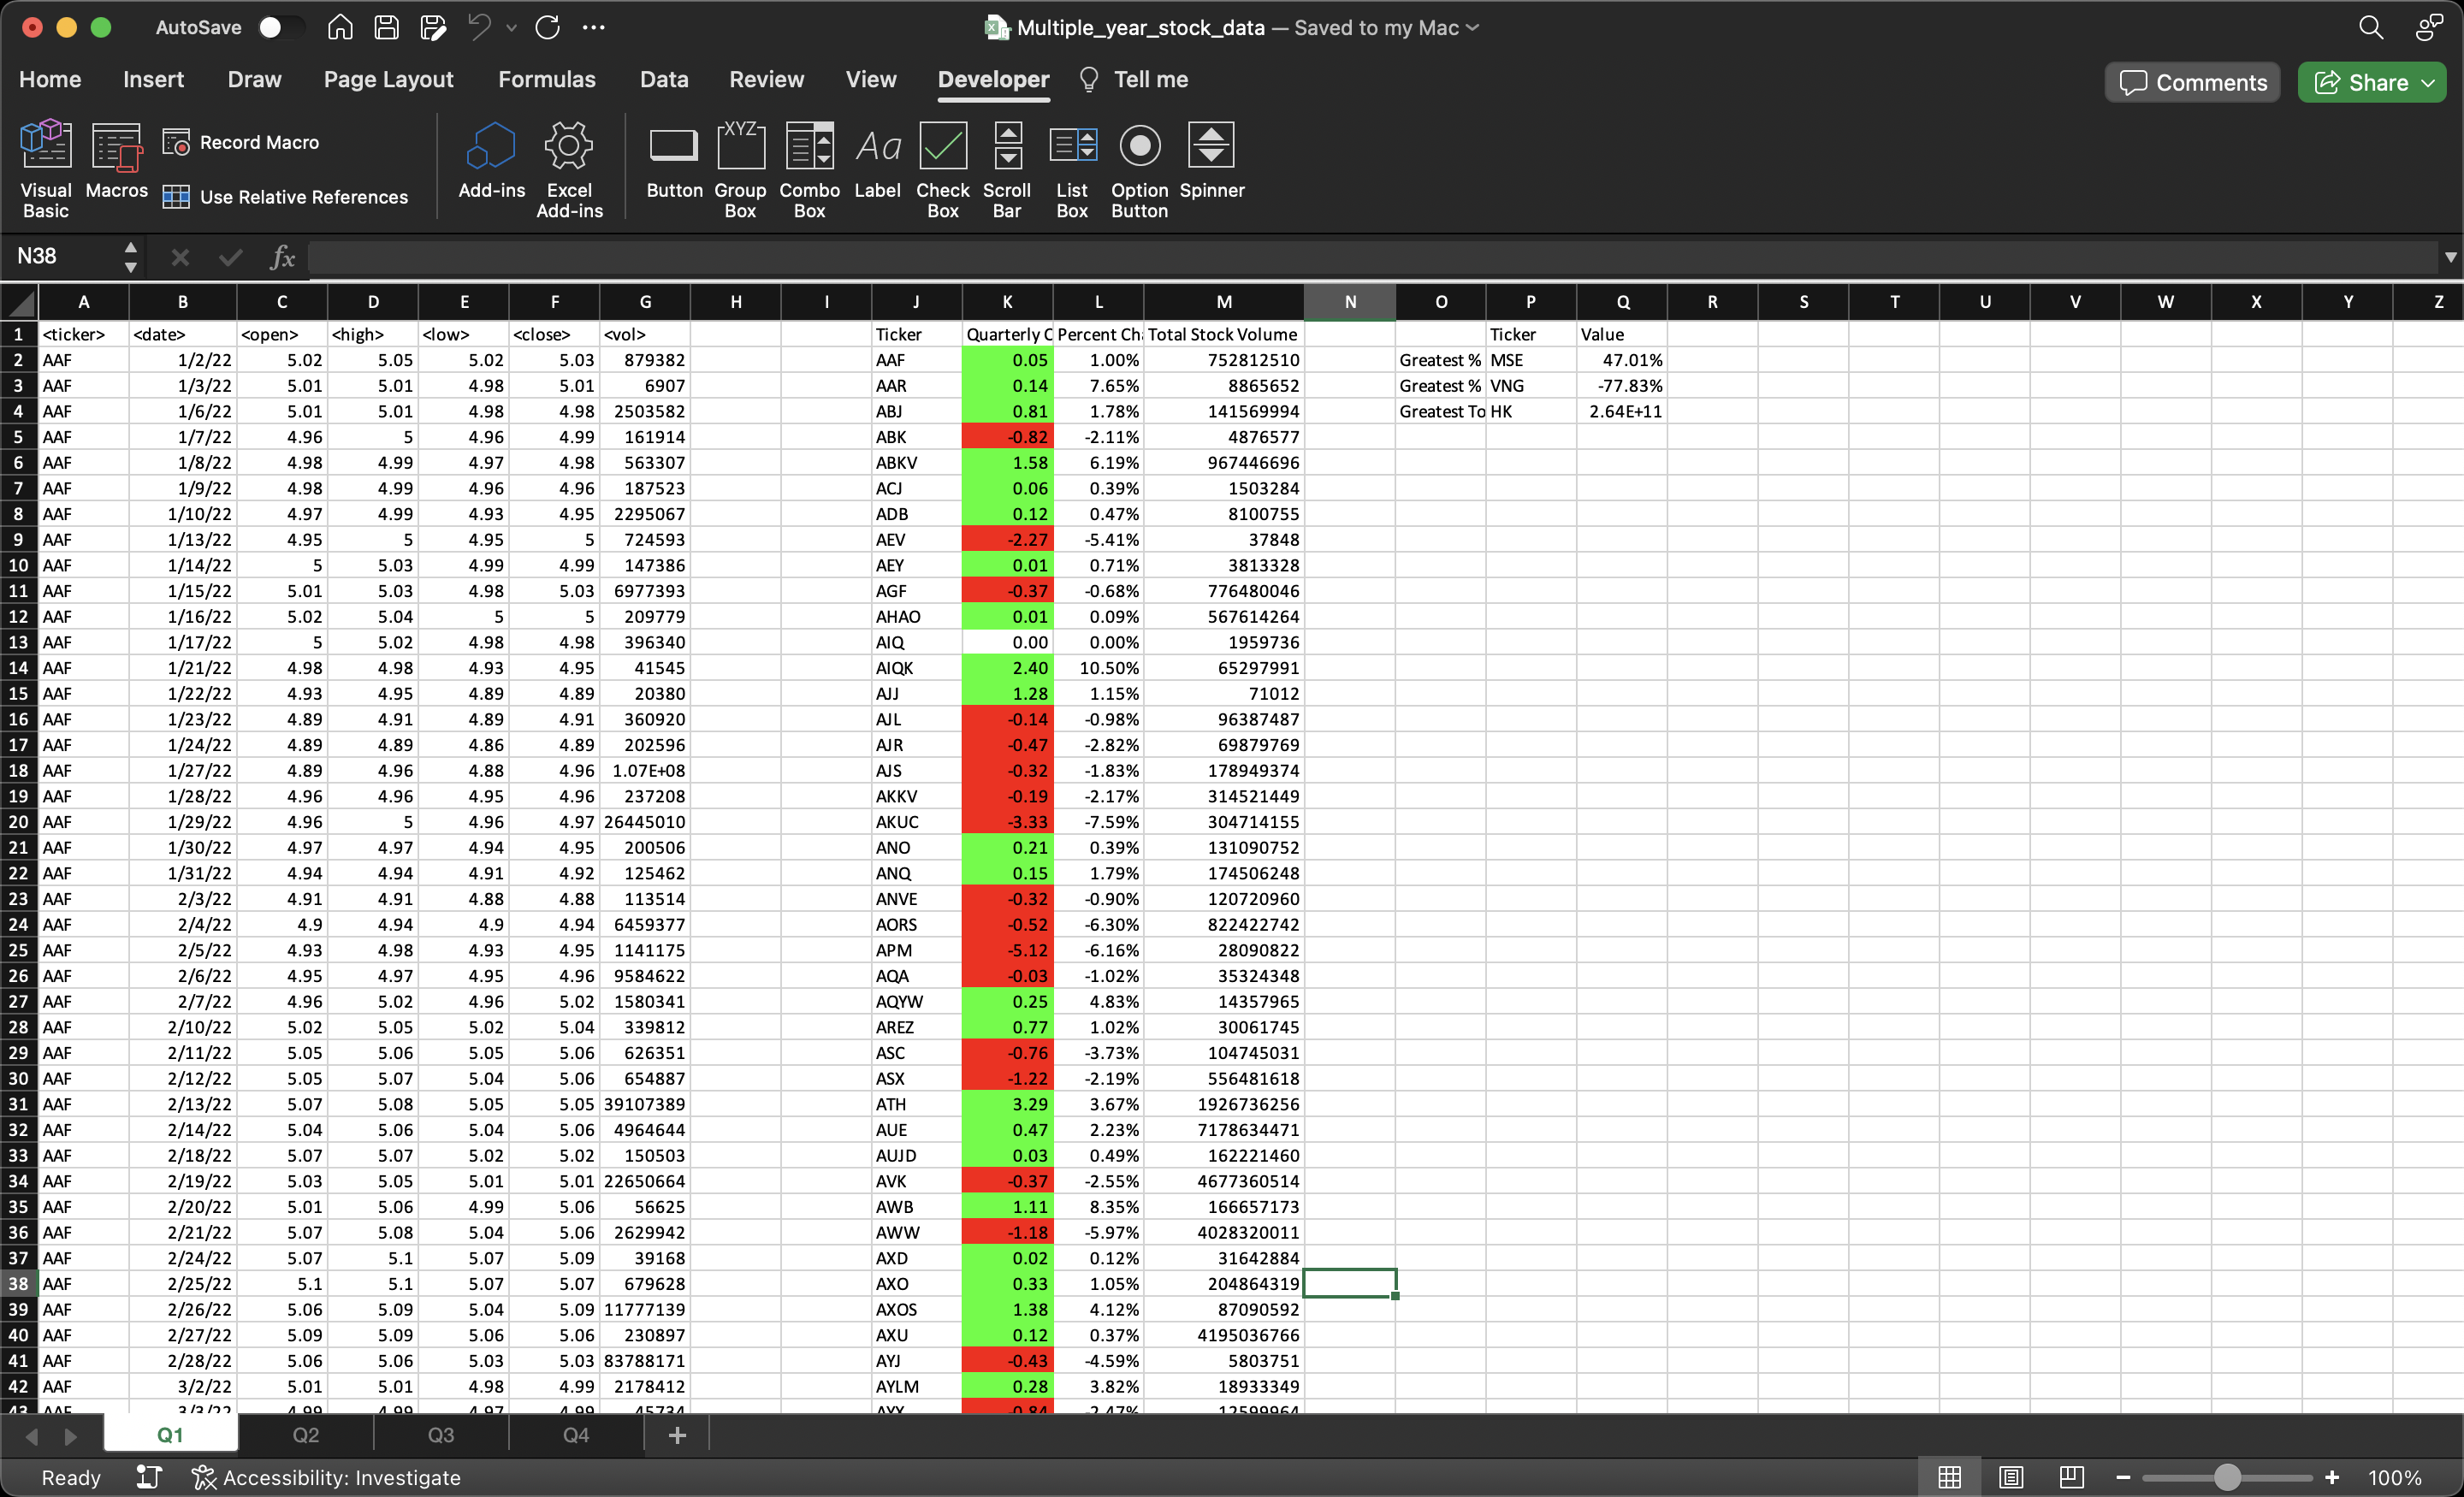 AutoSave Multiple_year_stock_data — Saved to my Mac
Home Insert Draw Page Layout Formulas Data Review View Developer Tell me Comments Share
Visual Basic Macros Record Macro Use Relative References Add-ins Excel Add-ins Button XYZ Group Box Combo Box Aa Label Check Box Scroll Bar List Box Option Button Spinner
N38 fx
A B C D E F G H I J K L M N O P Q R S T U V W X Y Z
1 <ticker> <date> <open> <high> <low> <close> <vol> Ticker Quarterly C Percent Ch Total Stock Volume Ticker Value
2 AAF 1/2/22 5.02 5.05 5.02 5.03 879382 AAF 0.05 1.00% 752812510 Greatest % MSE 47.01%
3 AAF 1/3/22 5.01 5.01 4.98 5.01 6907 AAR 0.14 7.65% 8865652 Greatest % VNG -77.83%
4 AAF 1/6/22 5.01 5.01 4.98 4.98 2503582 ABJ 0.81 1.78% 141569994 Greatest To HK 2.64E+11
5 AAF 1/7/22 4.96 5 4.96 4.99 161914 ABK -0.82 -2.11% 4876577
6 AAF 1/8/22 4.98 4.99 4.97 4.98 563307 ABKV 1.58 6.19% 967446696
7 AAF 1/9/22 4.98 4.99 4.96 4.96 187523 ACJ 0.06 0.39% 1503284
8 AAF 1/10/22 4.97 4.99 4.93 4.95 2295067 ADB 0.12 0.47% 8100755
9 AAF 1/13/22 4.95 5 4.95 5 724593 AEV -2.27 -5.41% 37848
10 AAF 1/14/22 5 5.03 4.99 4.99 147386 AEY 0.01 0.71% 3813328
11 AAF 1/15/22 5.01 5.03 4.98 5.03 6977393 AGF -0.37 -0.68% 776480046
12 AAF 1/16/22 5.02 5.04 5 5 209779 AHAO 0.01 0.09% 567614264
13 AAF 1/17/22 5 5.02 4.98 4.98 396340 AIQ 0.00 0.00% 1959736
14 AAF 1/21/22 4.98 4.98 4.93 4.95 41545 AIQK 2.40 10.50% 65297991
15 AAF 1/22/22 4.93 4.95 4.89 4.89 20380 AJJ 1.28 1.15% 71012
16 AAF 1/23/22 4.89 4.91 4.89 4.91 360920 AJL -0.14 -0.98% 96387487
17 AAF 1/24/22 4.89 4.89 4.86 4.89 202596 AJR -0.47 -2.82% 69879769
18 AAF 1/27/22 4.89 4.96 4.88 4.96 1.07E+08 AJS -0.32 -1.83% 178949374
19 AAF 1/28/22 4.96 4.96 4.95 4.96 237208 AKKV -0.19 -2.17% 314521449
20 AAF 1/29/22 4.96 5 4.96 4.97 26445010 AKUC -3.33 -7.59% 304714155
21 AAF 1/30/22 4.97 4.97 4.94 4.95 200506 ANO 0.21 0.39% 131090752
22 AAF 1/31/22 4.94 4.94 4.91 4.92 125462 ANQ 0.15 1.79% 174506248
23 AAF 2/3/22 4.91 4.91 4.88 4.88 113514 ANVE -0.32 -0.90% 120720960
24 AAF 2/4/22 4.9 4.94 4.9 4.94 6459377 AORS -0.52 -6.30% 822422742
25 AAF 2/5/22 4.93 4.98 4.93 4.95 1141175 APM -5.12 -6.16% 28090822
26 AAF 2/6/22 4.95 4.97 4.95 4.96 9584622 AQA -0.03 -1.02% 35324348
27 AAF 2/7/22 4.96 5.02 4.96 5.02 1580341 AQYW 0.25 4.83% 14357965
28 AAF 2/10/22 5.02 5.05 5.02 5.04 339812 AREZ 0.77 1.02% 30061745
29 AAF 2/11/22 5.05 5.06 5.05 5.06 626351 ASC -0.76 -3.73% 104745031
30 AAF 2/12/22 5.05 5.07 5.04 5.06 654887 ASX -1.22 -2.19% 556481618
31 AAF 2/13/22 5.07 5.08 5.05 5.05 39107389 ATH 3.29 3.67% 1926736256
32 AAF 2/14/22 5.04 5.06 5.04 5.06 4964644 AUE 0.47 2.23% 7178634471
33 AAF 2/18/22 5.07 5.07 5.02 5.02 150503 AUJD 0.03 0.49% 162221460
34 AAF 2/19/22 5.03 5.05 5.01 5.01 22650664 AVK -0.37 -2.55% 4677360514
35 AAF 2/20/22 5.01 5.06 4.99 5.06 56625 AWB 1.11 8.35% 166657173
36 AAF 2/21/22 5.07 5.08 5.04 5.06 2629942 AWW -1.18 -5.97% 4028320011
37 AAF 2/24/22 5.07 5.1 5.07 5.09 39168 AXD 0.02 0.12% 31642884
38 AAF 2/25/22 5.1 5.1 5.07 5.07 679628 AXO 0.33 1.05% 204864319
39 AAF 2/26/22 5.06 5.09 5.04 5.09 11777139 AXOS 1.38 4.12% 87090592
40 AAF 2/27/22 5.09 5.09 5.06 5.06 230897 AXU 0.12 0.37% 4195036766
41 AAF 2/28/22 5.06 5.06 5.03 5.03 83788171 AYJ -0.43 -4.59% 5803751
42 AAF 3/2/22 5.01 5.01 4.98 4.99 2178412 AYLM 0.28 3.82% 18933349
43 AAF 3/3/22 4.99 4.99 4.97 4.99 45734 AYX -0.84 -2.47% 12599964
Q1 Q2 Q3 Q4 +
Ready Accessibility: Investigate 100%